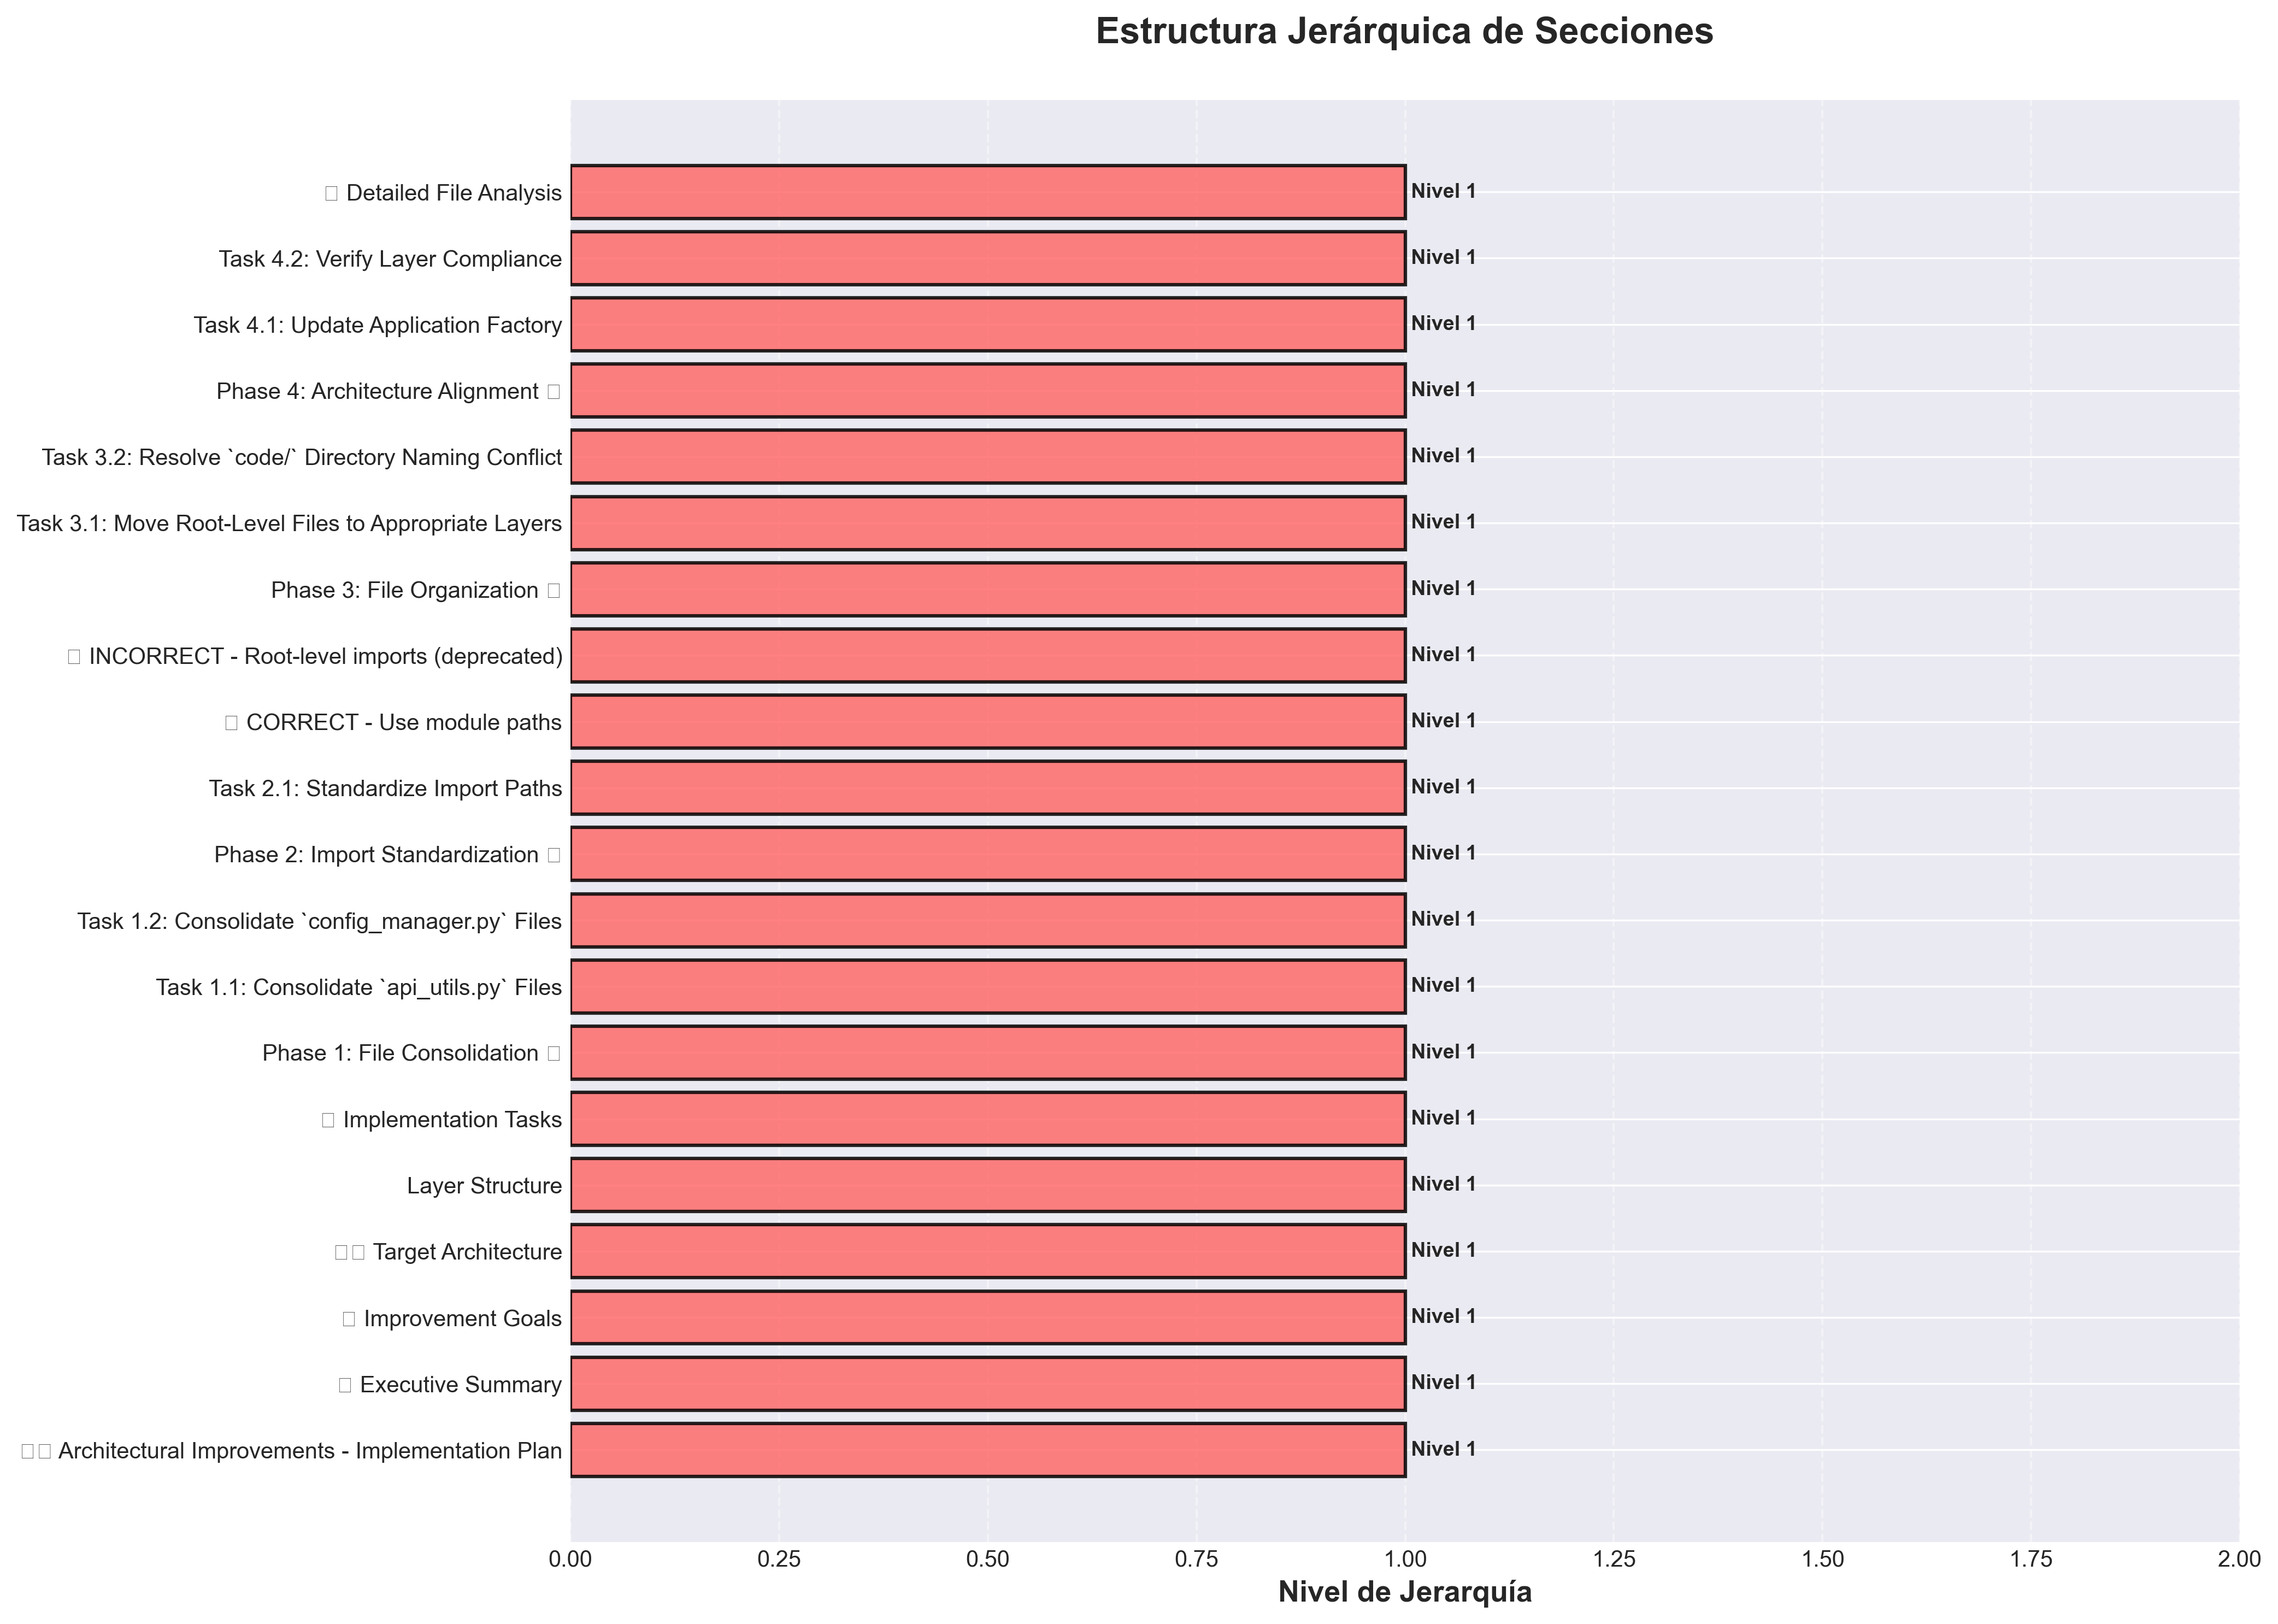 Estructura Jerárquica de Secciones
□ Detailed File Analysis
Nivel 1
Task 4.2: Verify Layer Compliance
Nivel 1
Task 4.1: Update Application Factory
Nivel 1
Phase 4: Architecture Alignment □
Nivel 1
Task 3.2: Resolve `code/` Directory Naming Conflict
Nivel 1
Task 3.1: Move Root-Level Files to Appropriate Layers
Nivel 1
Phase 3: File Organization □
Nivel 1
□ INCORRECT - Root-level imports (deprecated)
Nivel 1
□ CORRECT - Use module paths
Nivel 1
Task 2.1: Standardize Import Paths
Nivel 1
Phase 2: Import Standardization □
Nivel 1
Task 1.2: Consolidate `config_manager.py` Files
Nivel 1
Task 1.1: Consolidate `api_utils.py` Files
Nivel 1
Phase 1: File Consolidation □
Nivel 1
□ Implementation Tasks
Nivel 1
Layer Structure
Nivel 1
□□ Target Architecture
Nivel 1
□ Improvement Goals
Nivel 1
□ Executive Summary
Nivel 1
□□ Architectural Improvements - Implementation Plan
Nivel 1
0.00 0.25 0.50 0.75 1.00 1.25 1.50 1.75 2.00
Nivel de Jerarquía